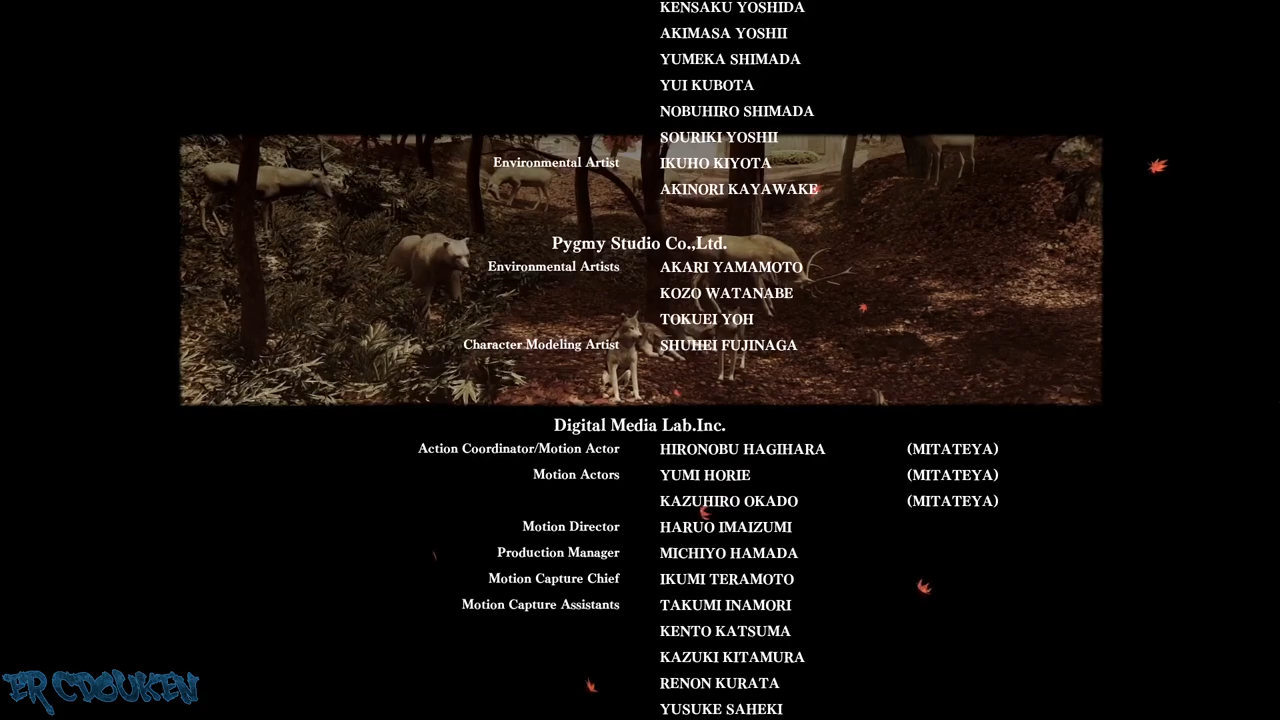 KENSAKU YOSHIDA
AKIMASA YOSHII
YUMEKA SHIMADA
YUI KUBOTA
NOBUHIRO SHIMADA
SOURIKI YOSHII
Environmental Artist IKUHO KIYOTA
AKINORI KAYAWAKE
Pygmy Studio Co.,Ltd.
Environmental Artists AKARI YAMAMOTO
KOZO WATANABE
TOKUEI YOH
Character Modeling Artist SHUHEI FUJINAGA
Digital Media Lab.Inc.
Action Coordinator/Motion Actor HIRONOBU HAGIHARA (MITATEYA)
Motion Actors YUMI HORIE (MITATEYA)
KAZUHIRO OKADO (MITATEYA)
Motion Director HARUO IMAIZUMI
Production Manager MICHIYO HAMADA
Motion Capture Chief IKUMI TERAMOTO
Motion Capture Assistants TAKUMI INAMORI
KENTO KATSUMA
KAZUKI KITAMURA
RENON KURATA
YUSUKE SAHEKI